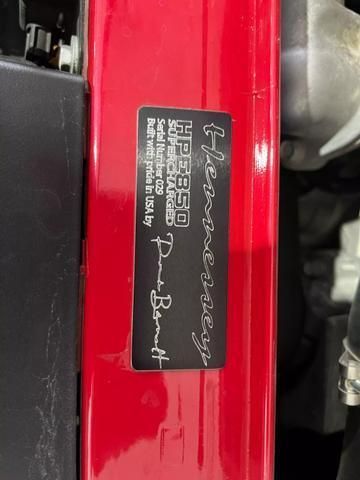 Hennessey
HPE850
SUPERCHARGED
Serial Number 029
Built with pride in USA by